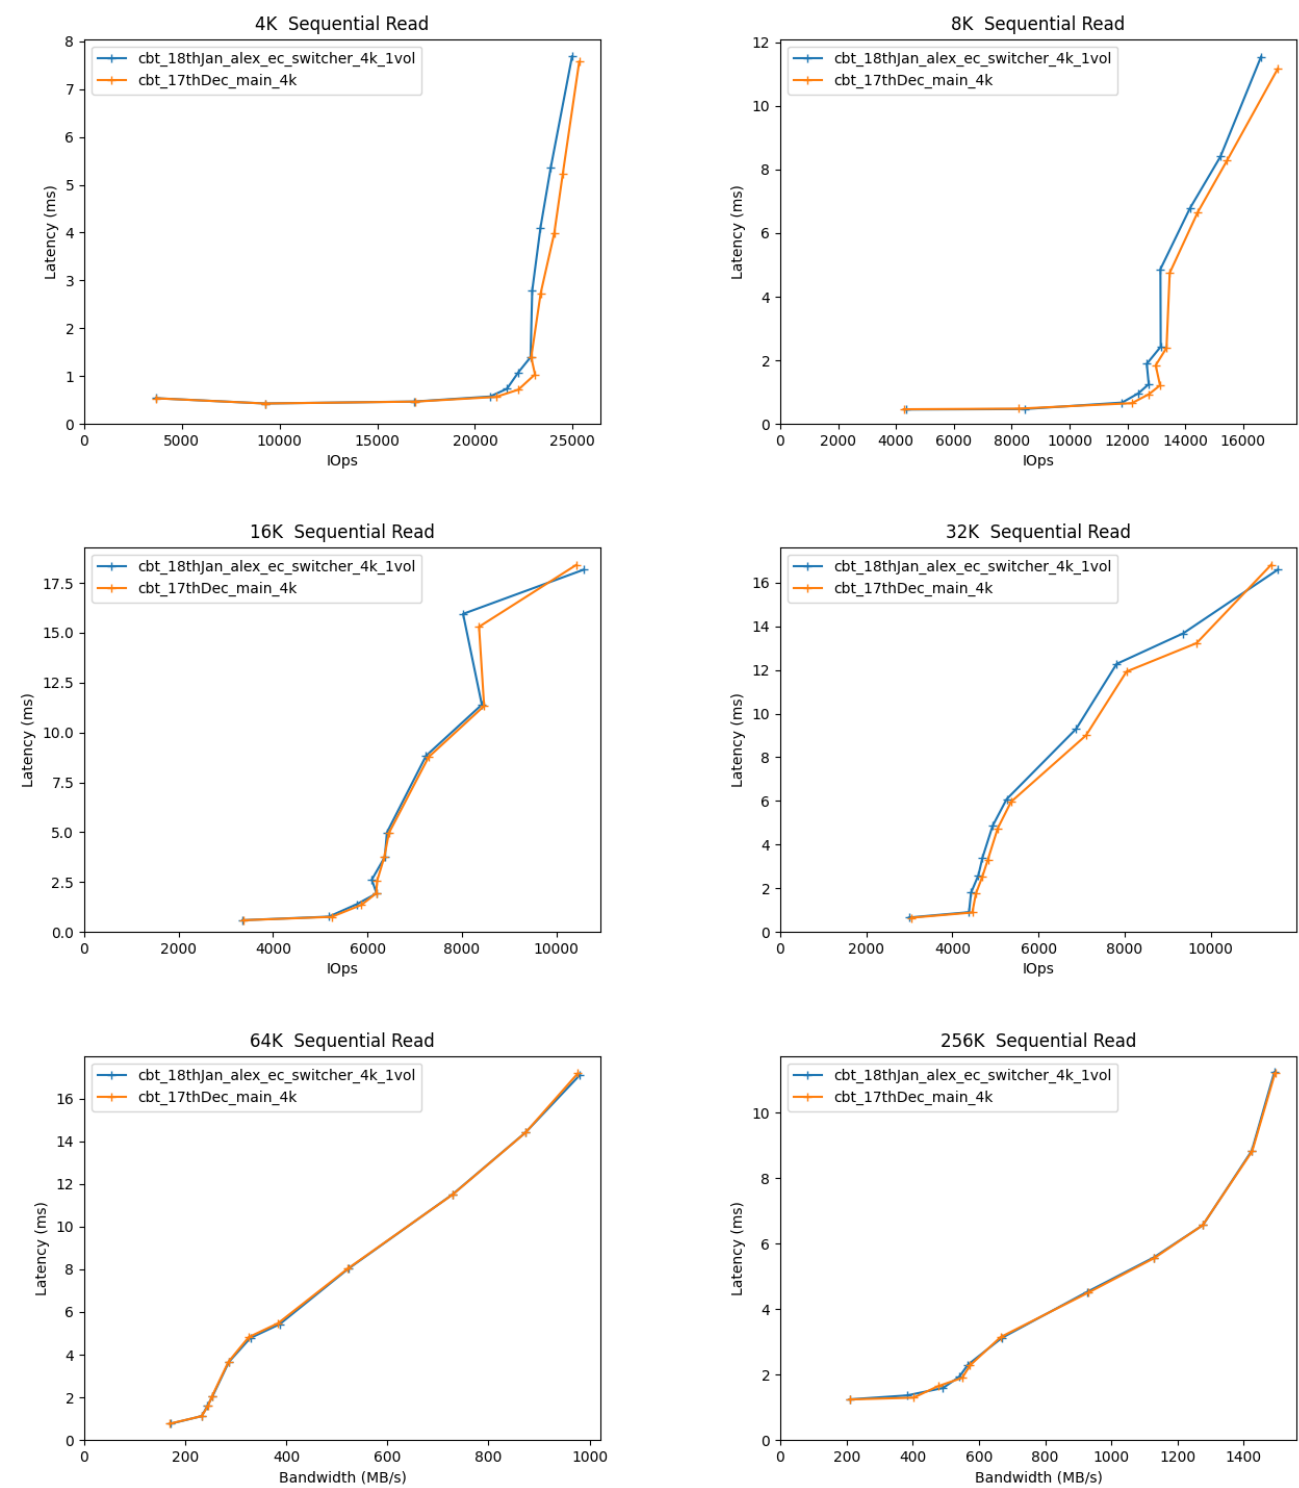 4K  Sequential Read
cbt_18thJan_alex_ec_switcher_4k_1vol
cbt_17thDec_main_4k
Latency (ms)
8
7
6
5
4
3
2
1
0
0 5000 10000 15000 20000 25000
IOps
8K  Sequential Read
cbt_18thJan_alex_ec_switcher_4k_1vol
cbt_17thDec_main_4k
Latency (ms)
12
10
8
6
4
2
0
0 2000 4000 6000 8000 10000 12000 14000 16000
IOps
16K  Sequential Read
cbt_18thJan_alex_ec_switcher_4k_1vol
cbt_17thDec_main_4k
Latency (ms)
17.5
15.0
12.5
10.0
7.5
5.0
2.5
0.0
0 2000 4000 6000 8000 10000
IOps
32K  Sequential Read
cbt_18thJan_alex_ec_switcher_4k_1vol
cbt_17thDec_main_4k
Latency (ms)
16
14
12
10
8
6
4
2
0
0 2000 4000 6000 8000 10000
IOps
64K  Sequential Read
cbt_18thJan_alex_ec_switcher_4k_1vol
cbt_17thDec_main_4k
Latency (ms)
16
14
12
10
8
6
4
2
0
0 200 400 600 800 1000
Bandwidth (MB/s)
256K  Sequential Read
cbt_18thJan_alex_ec_switcher_4k_1vol
cbt_17thDec_main_4k
Latency (ms)
10
8
6
4
2
0
0 200 400 600 800 1000 1200 1400
Bandwidth (MB/s)